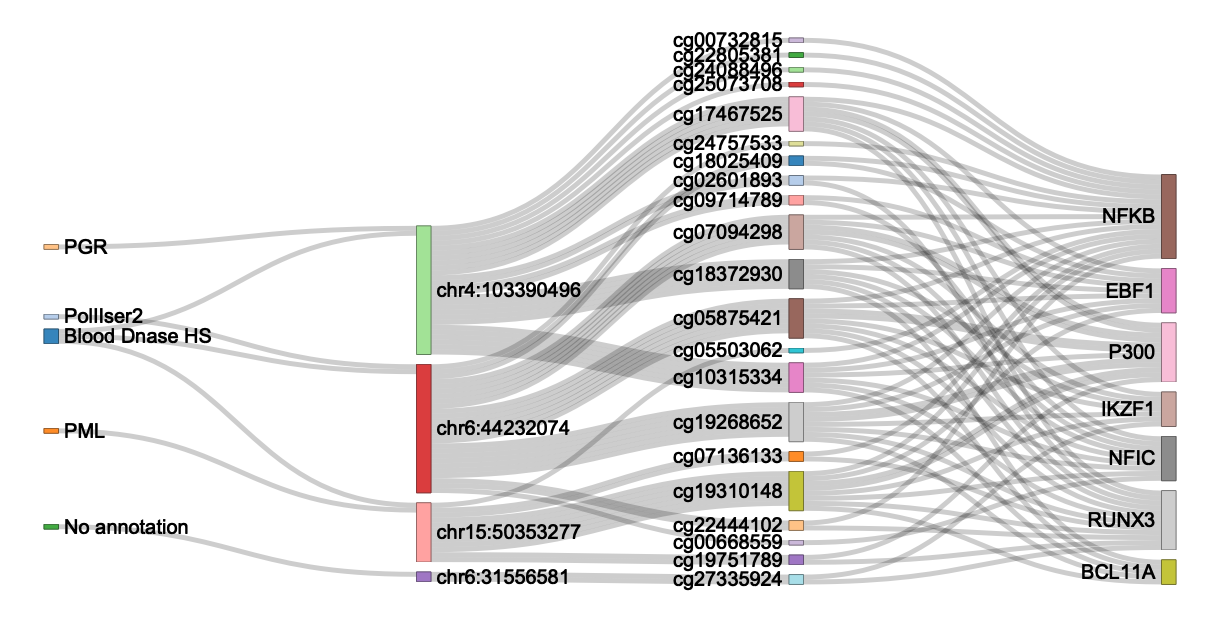 PGR
PolIIser2
Blood Dnase HS
PML
No annotation
chr4:103390496
chr6:44232074
chr15:50353277
chr6:31556581
cg00732815
cg22805381
cg24088496
cg25073708
cg17467525
cg24757533
cg18025409
cg02601893
cg09714789
cg07094298
cg18372930
cg05875421
cg05503062
cg10315334
cg19268652
cg07136133
cg19310148
cg22444102
cg00668559
cg19751789
cg27335924
NFKB
EBF1
P300
IKZF1
NFIC
RUNX3
BCL11A